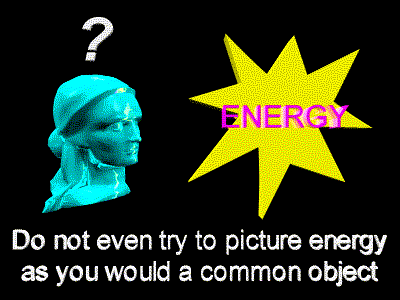 ?
ENERGY
Do not even try to picture energy
as you would a common object